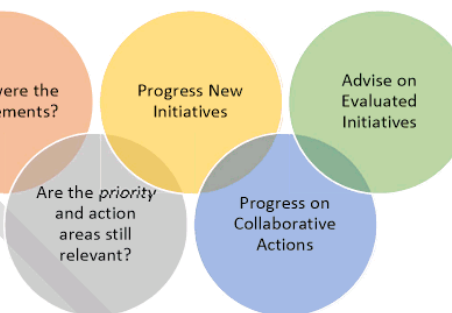 were the
Progress New
Initiatives
Advise on
Evaluated
Initiatives
Are the priority
and action
areas still
relevant?
Progress on
Collaborative
Actions